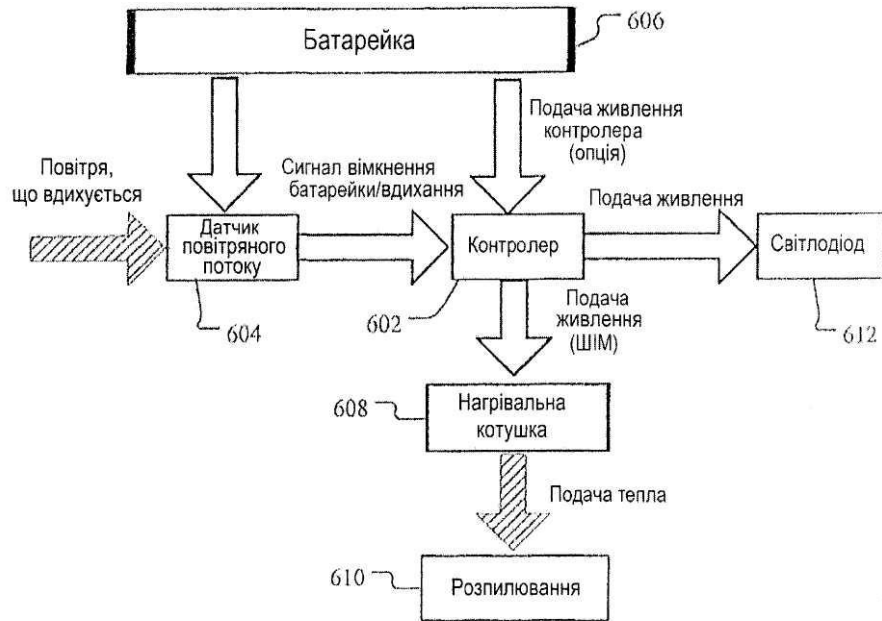 Батарейка
606
Подача живлення
контролера
(опція)
Повітря,
що вдихується
Сигнал вімкнення
батарейки/вдихання
Подача живлення
Датчик
повітряного
потоку
Контролер
Світлодіод
604
602
Подача
живлення
(ШІМ)
612
608
Нагрівальна
котушка
Подача тепла
610
Розпилювання